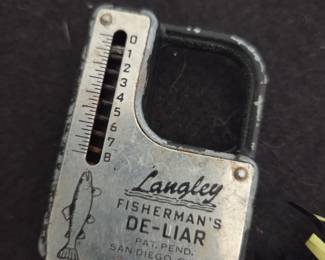 0
1
2
3
4
5
6
7
8
Langley
FISHERMAN'S
DE-LIAR
PAT. PEND.
SAN DIEGO